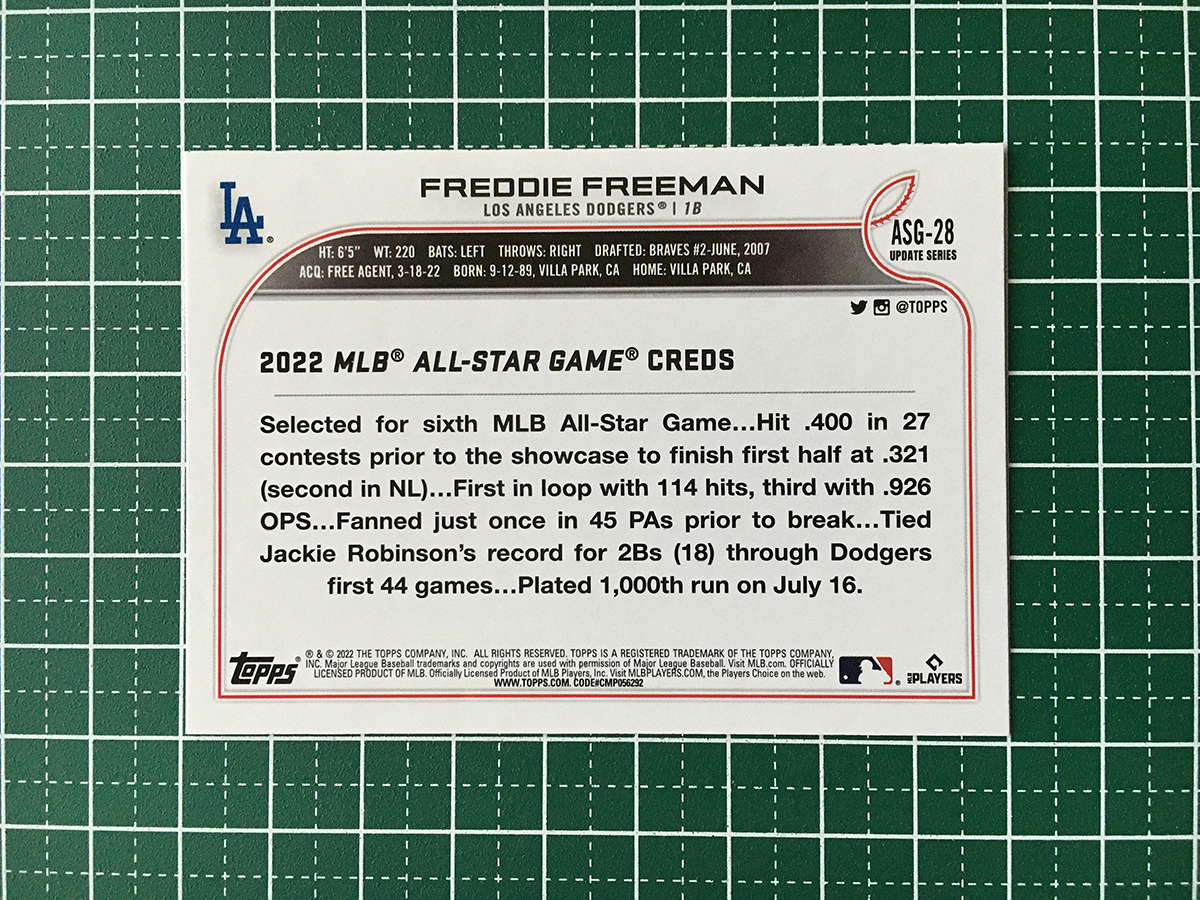 LA®
FREDDIE FREEMAN
LOS ANGELES DODGERS® | 1B
ASG-28
UPDATE SERIES
HT: 6'5" WT: 220 BATS: LEFT THROWS: RIGHT DRAFTED: BRAVES #2-JUNE, 2007
ACQ: FREE AGENT, 3-18-22 BORN: 9-12-89, VILLA PARK, CA HOME: VILLA PARK, CA
@TOPPS
2022 MLB® ALL-STAR GAME® CREDS
Selected for sixth MLB All-Star Game...Hit .400 in 27
contests prior to the showcase to finish first half at .321
(second in NL)...First in loop with 114 hits, third with .926
OPS...Fanned just once in 45 PAs prior to break...Tied
Jackie Robinson's record for 2Bs (18) through Dodgers
first 44 games...Plated 1,000th run on July 16.
topps®
® & © 2022 THE TOPPS COMPANY, INC. ALL RIGHTS RESERVED. TOPPS IS A REGISTERED TRADEMARK OF THE TOPPS COMPANY,
INC. Major League Baseball trademarks and copyrights are used with permission of Major League Baseball. Visit MLB.com. OFFICIALLY
LICENSED PRODUCT OF MLB. Officially Licensed Product of MLB Players, Inc. Visit MLBPLAYERS.COM, the Players Choice on the web.
WWW.TOPPS.COM. CODE#CMP056292
®
MLB PLAYERS